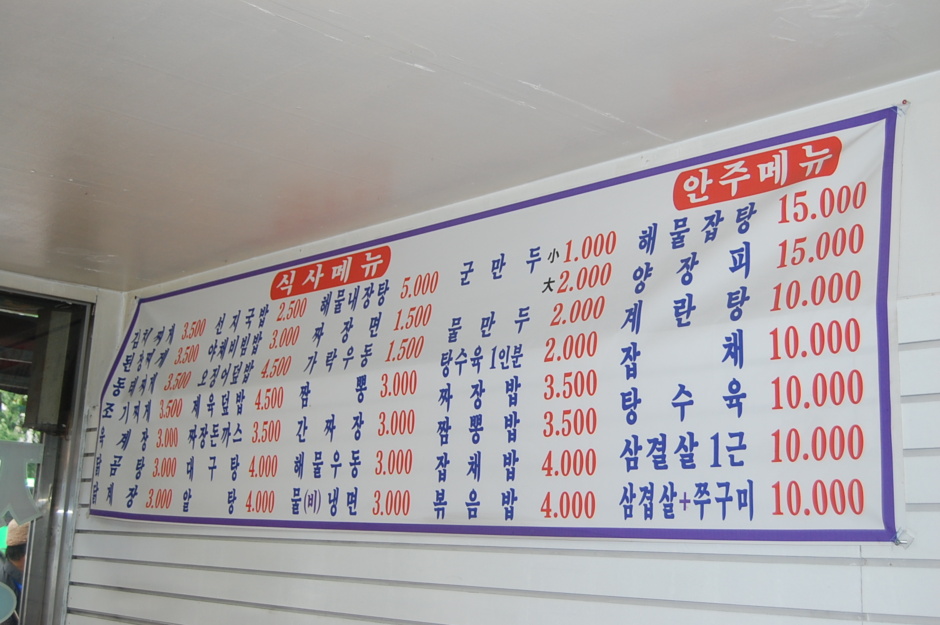 식사메뉴
김치찌개 3.500
된장찌개 3.500
동태찌개 3.500
조기찌개 3.500
육계장 3.000
닭곰탕 3.000
닭계장 3.000
선지국밥 2.500
야채비빔밥 3.000
오징어덮밥 4.500
제육덮밥 4.500
짜장돈까스 3.500
대구탕 4.000
알탕 4.000
해물내장탕 5.000
짜장면 1.500
가락우동 1.500
짬뽕 3.000
간짜장 3.000
해물우동 3.000
물(비)냉면 3.000
군만두 小 1.000
大 2.000
물만두 2.000
탕수육 1인분 2.000
짜장밥 3.500
짬뽕밥 3.500
잡채밥 4.000
볶음밥 4.000
안주메뉴
해물잡탕 15.000
양장피 15.000
계란탕 10.000
잡채 10.000
탕수육 10.000
삼결살 1근 10.000
삼겹살+쭈구미 10.000